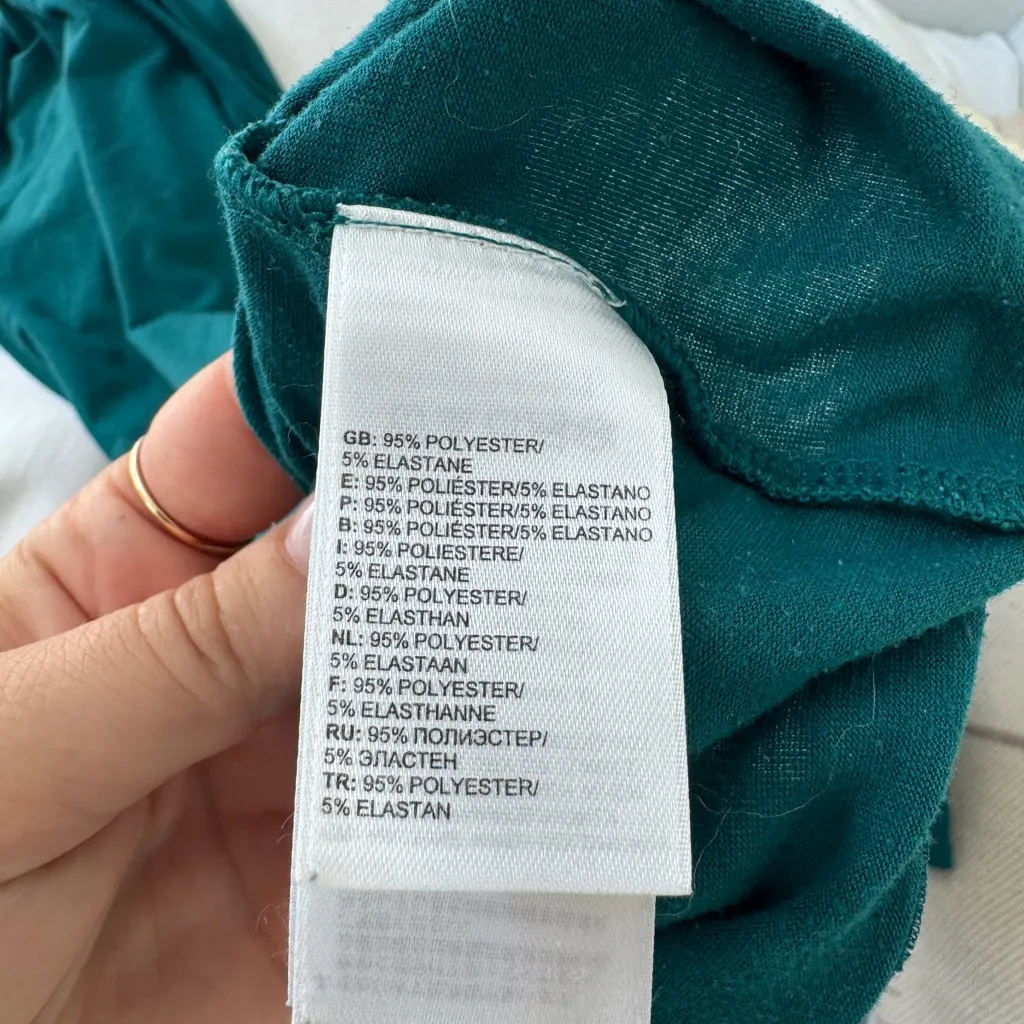 GB: 95% POLYESTER/
5% ELASTANE
E: 95% POLIÉSTER/5% ELASTANO
P: 95% POLIÉSTER/5% ELASTANO
B: 95% POLIÉSTER/5% ELASTANO
I: 95% POLIESTERE/
5% ELASTANE
D: 95% POLYESTER/
5% ELASTHAN
NL: 95% POLYESTER/
5% ELASTAAN
F: 95% POLYESTER/
5% ELASTHANNE
RU: 95% ПОЛИЭСТЕР/
5% ЭЛАСТЕН
TR: 95% POLYESTER/
5% ELASTAN